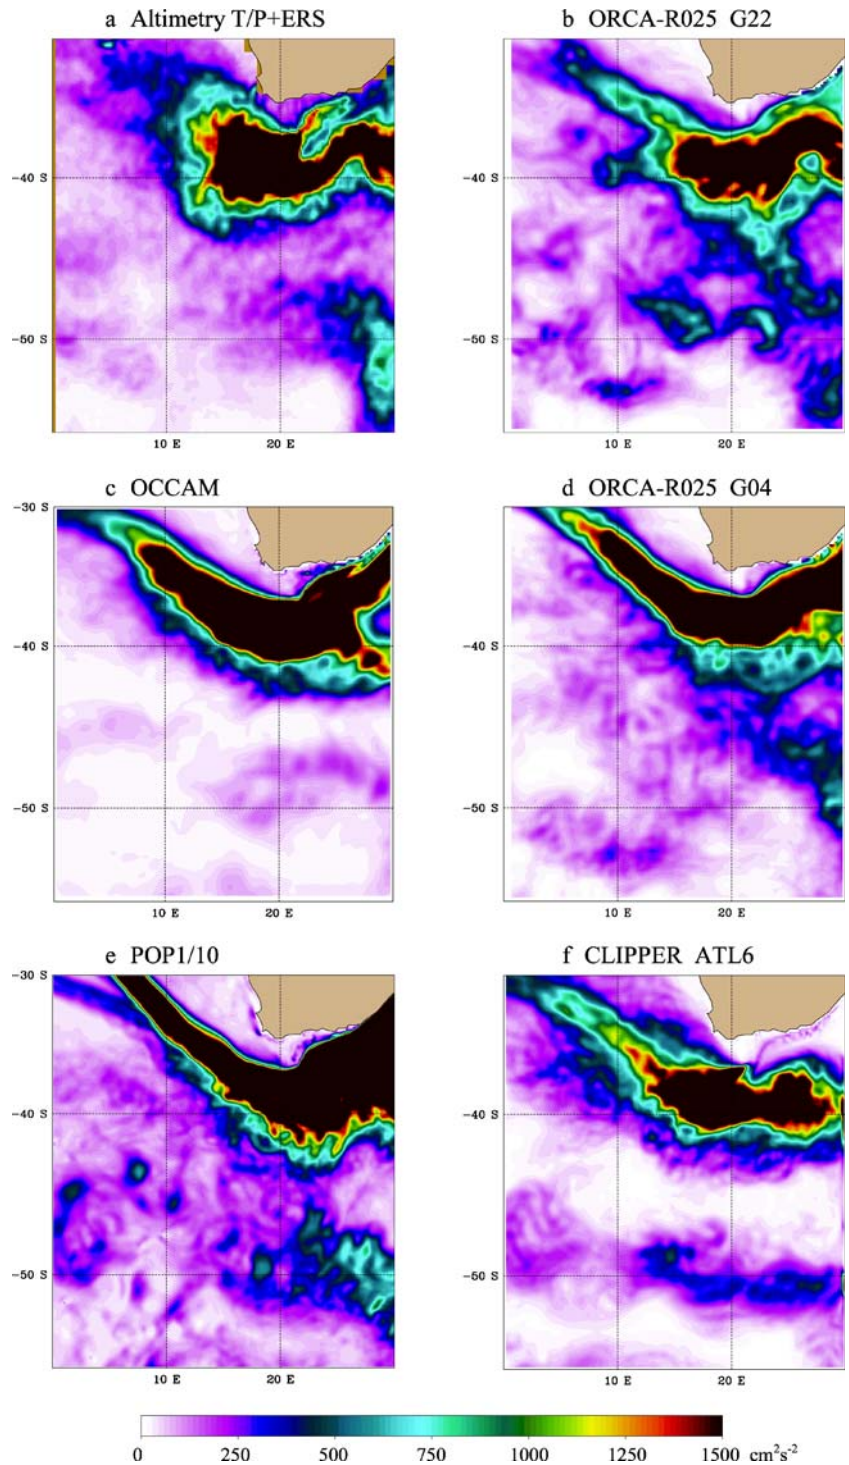 a Altimetry T/P+ERS
b ORCA-R025 G22
-40 S
-50 S
10 E 20 E
-40 S
-50 S
10 E 20 E
c OCCAM
d ORCA-R025 G04
-30 S
-40 S
-50 S
10 E 20 E
-30 S
-40 S
-50 S
10 E 20 E
e POP1/10
f CLIPPER ATL6
-30 S
-40 S
-50 S
10 E 20 E
-30 S
-40 S
-50 S
10 E 20 E
0 250 500 750 1000 1250 1500 cm²s⁻²